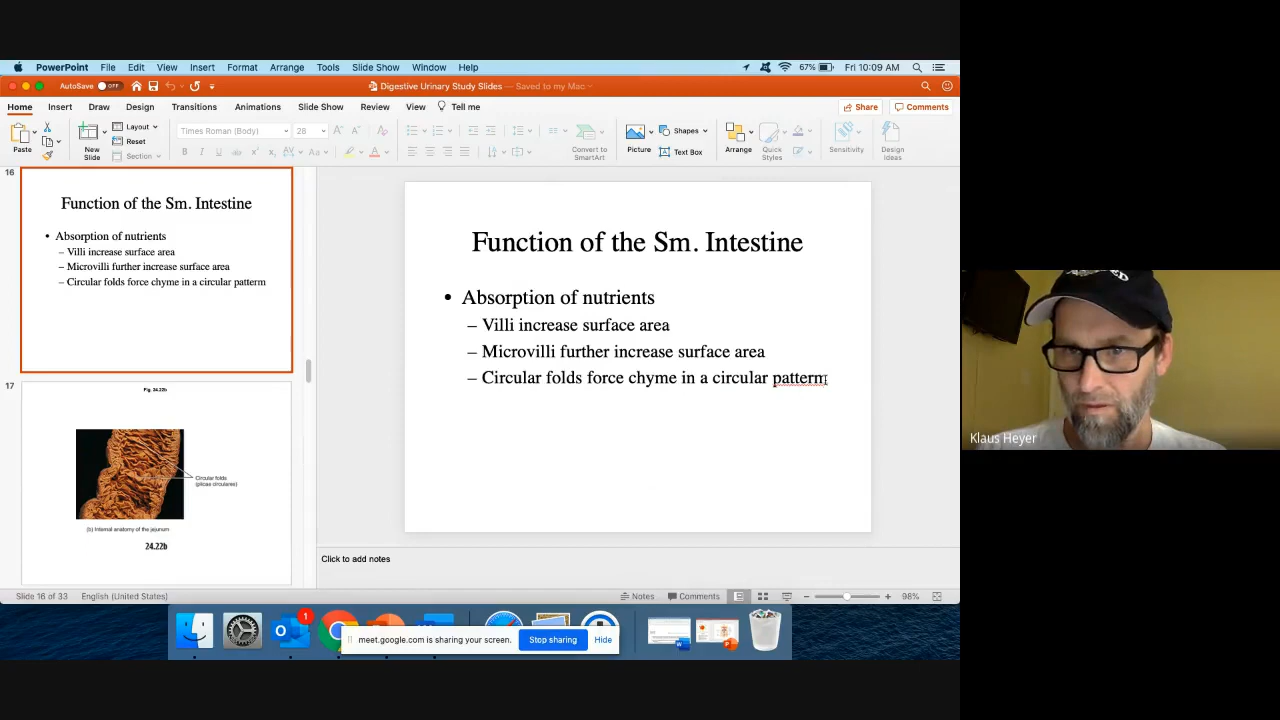 PowerPoint File Edit View Insert Format Arrange Tools Slide Show Window Help 67% Fri 10:09 AM
AutoSave OFF Digestive Urinary Study Slides — Saved to my Mac
Home Insert Draw Design Transitions Animations Slide Show Review View Tell me Share Comments
Paste New Slide Layout Reset Section Times Roman (Body) 28 Convert to SmartArt Picture Shapes Text Box Arrange Quick Styles Sensitivity Design Ideas
16
Function of the Sm. Intestine
• Absorption of nutrients
– Villi increase surface area
– Microvilli further increase surface area
– Circular folds force chyme in a circular patterm
17
Fig. 24.22b
Circular folds
(plicae circulares)
(b) Internal anatomy of the jejunum
24.22b
Function of the Sm. Intestine
• Absorption of nutrients
– Villi increase surface area
– Microvilli further increase surface area
– Circular folds force chyme in a circular patterm
Click to add notes
Slide 16 of 33 English (United States) Notes Comments 98%
1
meet.google.com is sharing your screen. Stop sharing Hide
Klaus Heyer